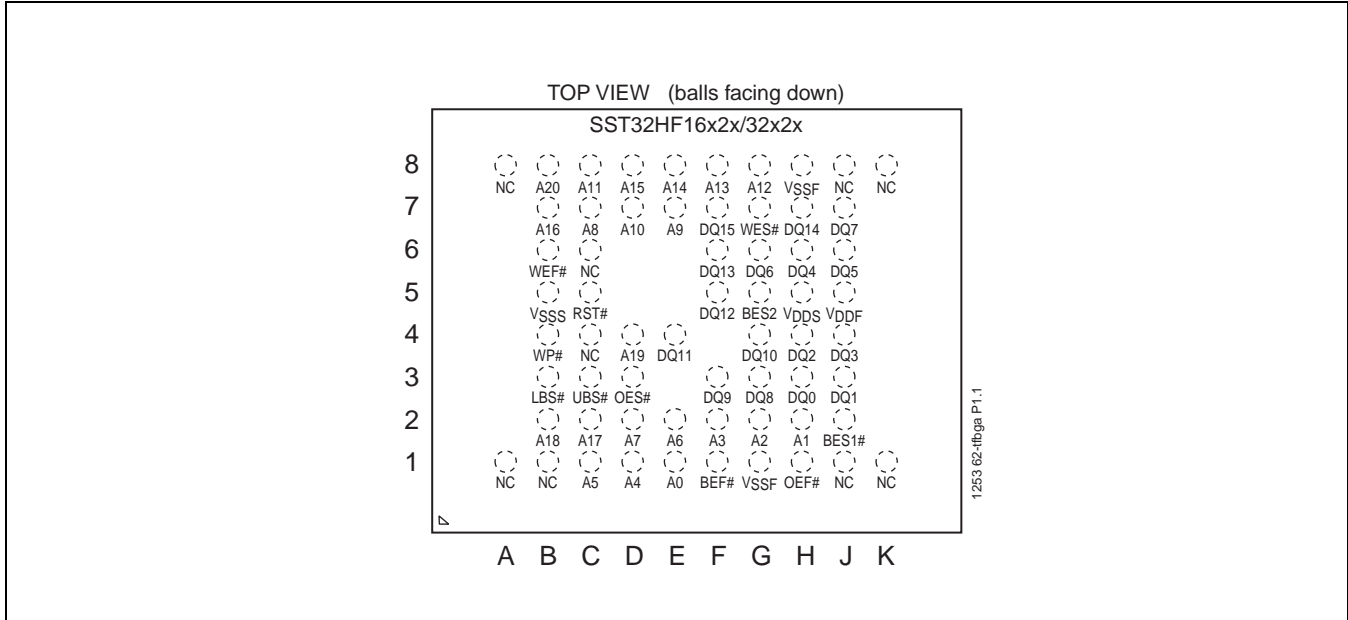 TOP VIEW (balls facing down)
SST32HF16x2x/32x2x
8
NC A20 A11 A15 A14 A13 A12 VSSF NC NC
7
A16 A8 A10 A9 DQ15 WES# DQ14 DQ7
6
WEF# NC DQ13 DQ6 DQ4 DQ5
5
VSSS RST# DQ12 BES2 VDDS VDDF
4
WP# NC A19 DQ11 DQ10 DQ2 DQ3
3
LBS# UBS# OES# DQ9 DQ8 DQ0 DQ1
2
A18 A17 A7 A6 A3 A2 A1 BES1#
1
NC NC A5 A4 A0 BEF# VSSF OEF# NC NC
A B C D E F G H J K
1253 62-tfbga P1.1